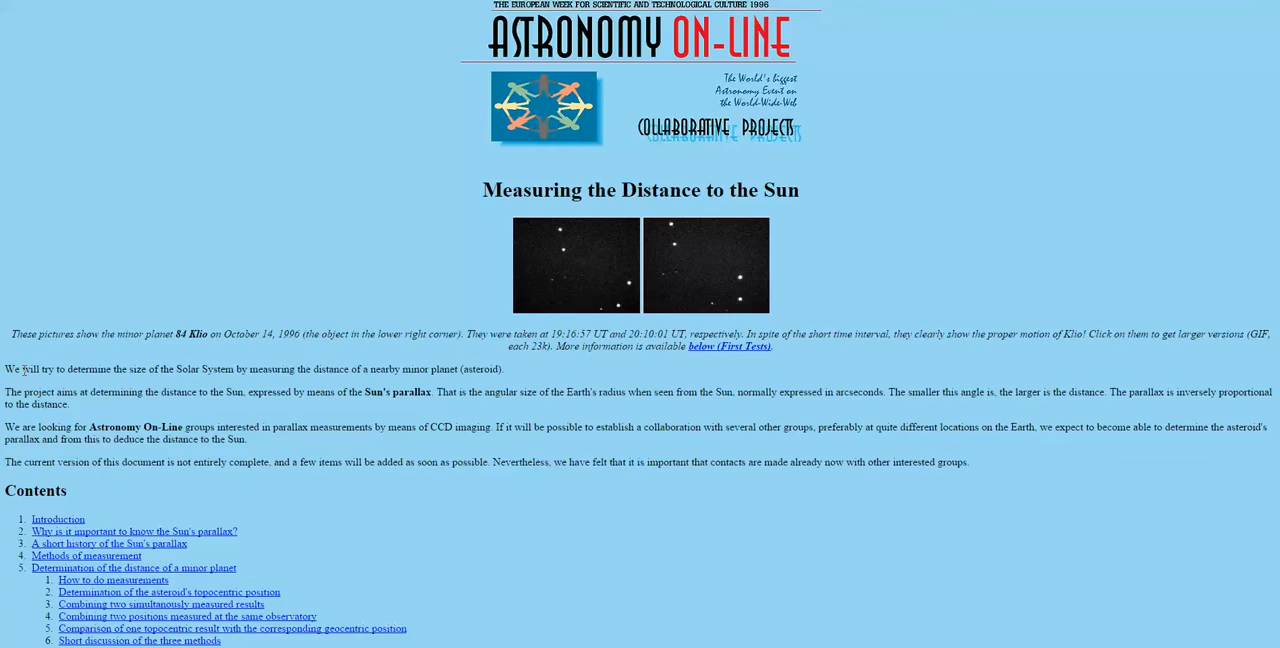 THE EUROPEAN WEEK FOR SCIENTIFIC AND TECHNOLOGICAL CULTURE 1996
ASTRONOMY ON-LINE
The World's biggest
Astronomy Event on
the World-Wide-Web
COLLABORATIVE PROJECTS
Measuring the Distance to the Sun
These pictures show the minor planet 84 Klio on October 14, 1996 (the object in the lower right corner). They were taken at 19:16:57 UT and 20:10:01 UT, respectively. In spite of the short time interval, they clearly show the proper motion of Klio! Click on them to get larger versions (GIF,
each 23k). More information is available below (First Tests).
We will try to determine the size of the Solar System by measuring the distance of a nearby minor planet (asteroid).
The project aims at determining the distance to the Sun, expressed by means of the Sun's parallax. That is the angular size of the Earth's radius when seen from the Sun, normally expressed in arcseconds. The smaller this angle is, the larger is the distance. The parallax is inversely proportional
to the distance.
We are looking for Astronomy On-Line groups interested in parallax measurements by means of CCD imaging. If it will be possible to establish a collaboration with several other groups, preferably at quite different locations on the Earth, we expect to become able to determine the asteroid's
parallax and from this to deduce the distance to the Sun.
The current version of this document is not entirely complete, and a few items will be added as soon as possible. Nevertheless, we have felt that it is important that contacts are made already now with other interested groups.
Contents
1. Introduction
2. Why is it important to know the Sun's parallax?
3. A short history of the Sun's parallax
4. Methods of measurement
5. Determination of the distance of a minor planet
1. How to do measurements
2. Determination of the asteroid's topocentric position
3. Combining two simultanously measured results
4. Combining two positions measured at the same observatory
5. Comparison of one topocentric result with the corresponding geocentric position
6. Short discussion of the three methods